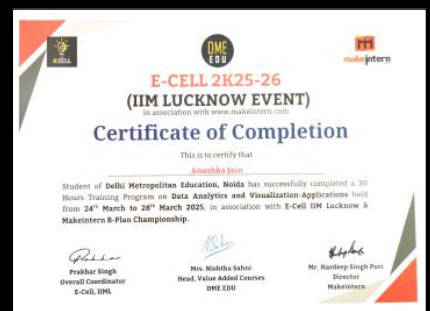 E-CELL
DME
EDU
makeintern
E-CELL 2K25-26
(IIM LUCKNOW EVENT)
in association with www.makeintern.com
Certificate of Completion
This is to certify that
Anushka Jain
Student of Delhi Metropolitan Education, Noida has successfully completed a 30
Hours Training Program on Data Analytics and Visualization-Applications held
from 24th March to 28th March 2025, in association with E-Cell IIM Lucknow &
Makeintern B-Plan Championship.
Prakhar Singh
Overall Coordinator
E-Cell, IIML
Mrs. Nishtha Sahni
Head, Value Added Courses
DME EDU
Mr. Hardeep Singh Puri
Director
Makeintern